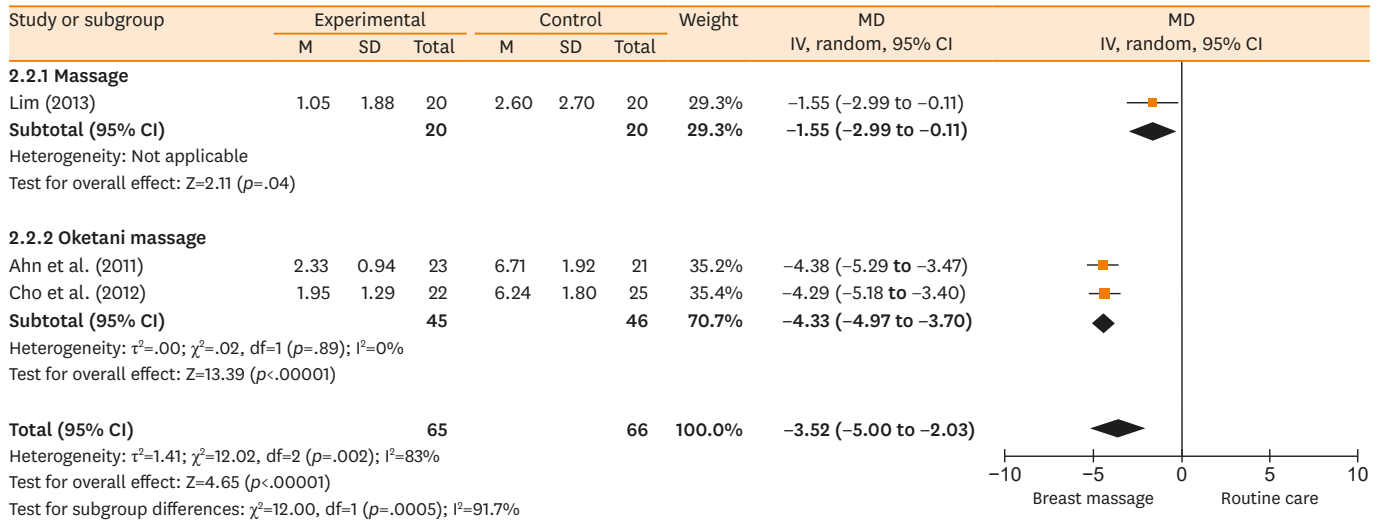 Study or subgroup Experimental Control Weight MD MD
M SD Total M SD Total IV, random, 95% CI IV, random, 95% CI
2.2.1 Massage
Lim (2013) 1.05 1.88 20 2.60 2.70 20 29.3% −1.55 (−2.99 to −0.11)
Subtotal (95% CI) 20 20 29.3% −1.55 (−2.99 to −0.11)
Heterogeneity: Not applicable
Test for overall effect: Z=2.11 (p=.04)
2.2.2 Oketani massage
Ahn et al. (2011) 2.33 0.94 23 6.71 1.92 21 35.2% −4.38 (−5.29 to −3.47)
Cho et al. (2012) 1.95 1.29 22 6.24 1.80 25 35.4% −4.29 (−5.18 to −3.40)
Subtotal (95% CI) 45 46 70.7% −4.33 (−4.97 to −3.70)
Heterogeneity: τ²=.00; χ²=.02, df=1 (p=.89); I²=0%
Test for overall effect: Z=13.39 (p<.00001)
Total (95% CI) 65 66 100.0% −3.52 (−5.00 to −2.03)
Heterogeneity: τ²=1.41; χ²=12.02, df=2 (p=.002); I²=83%
Test for overall effect: Z=4.65 (p<.00001)
Test for subgroup differences: χ²=12.00, df=1 (p=.0005); I²=91.7%
−10 −5 0 5 10
Breast massage Routine care